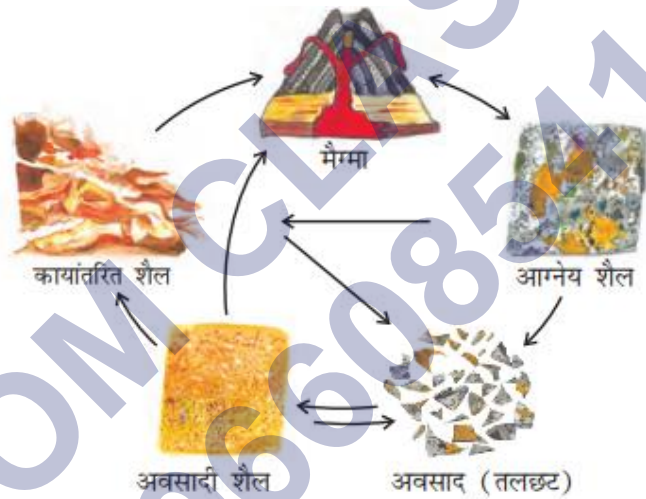 मैग्मा
कायांतरित शैल
आग्नेय शैल
अवसादी शैल
अवसाद (तलछट)